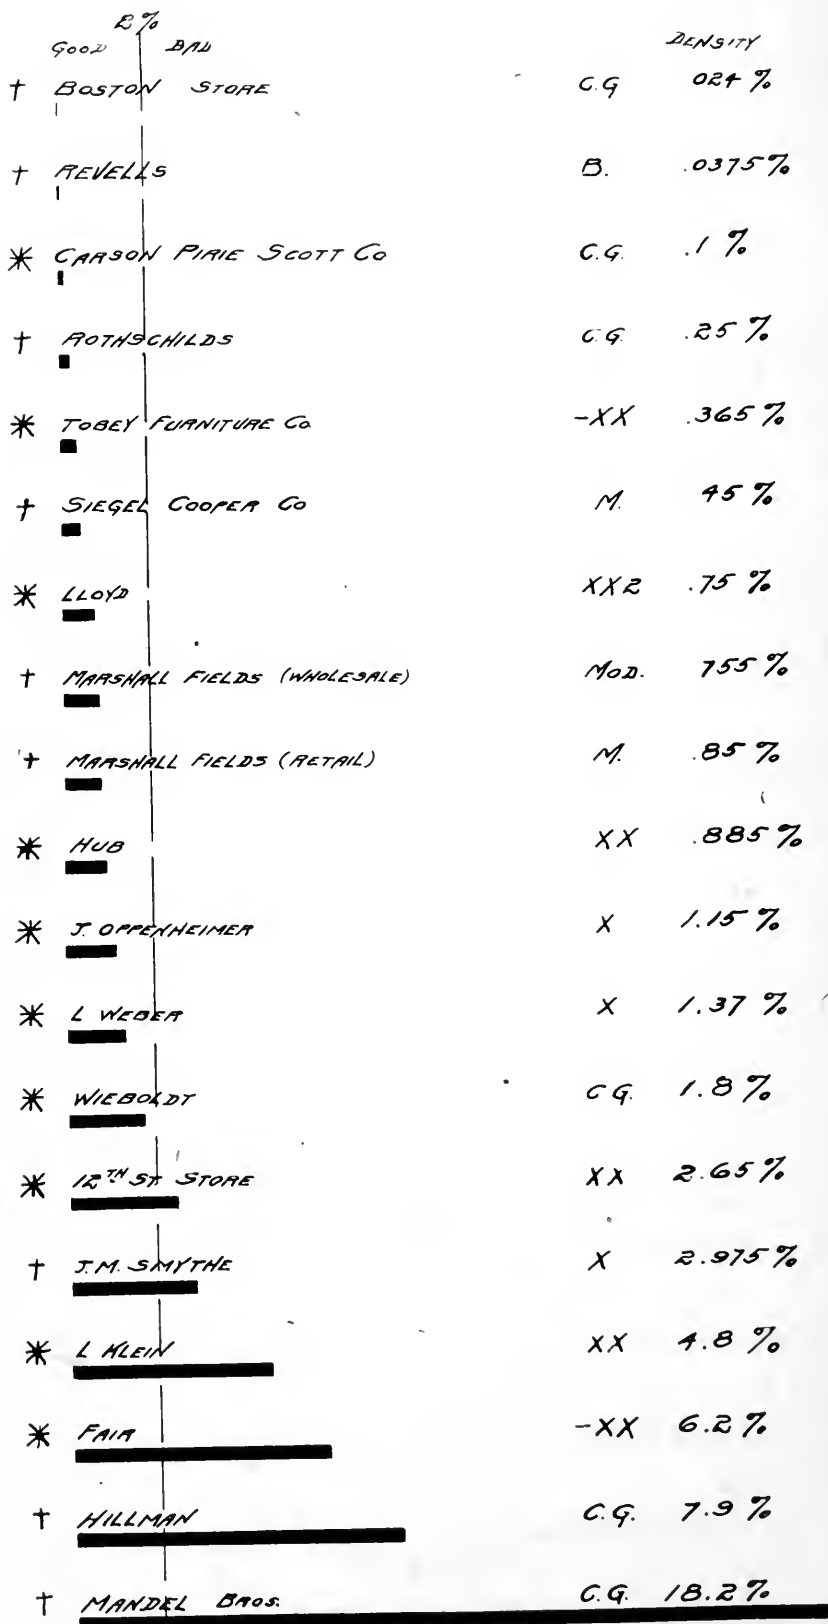 2%
GOOD BAD DENSITY
† BOSTON STORE C.G 024 %
† REVELLS B. .0375%
* CARSON PIRIE SCOTT CO C.G. .1 %
† ROTHSCHILDS C.G. .25 %
* TOBEY FURNITURE CO -XX .365 %
† SIEGEL COOPER CO M. 45 %
* LLOYD XX2 .75 %
† MARSHALL FIELDS (WHOLESALE) MOD. 755 %
† MARSHALL FIELDS (RETAIL) M. .85 %
* HUB XX .885 %
* J. OPPENHEIMER X 1.15 %
* L WEBER X 1.37 %
* WIEBOLDT C G. 1.8 %
* 12TH ST STORE XX 2.65 %
† J.M. SMYTHE X 2.975 %
* L KLEIN XX 4.8 %
* FAIR -XX 6.2 %
† HILLMAN C.G. 7.9 %
† MANDEL BROS. C.G. 18.2 %